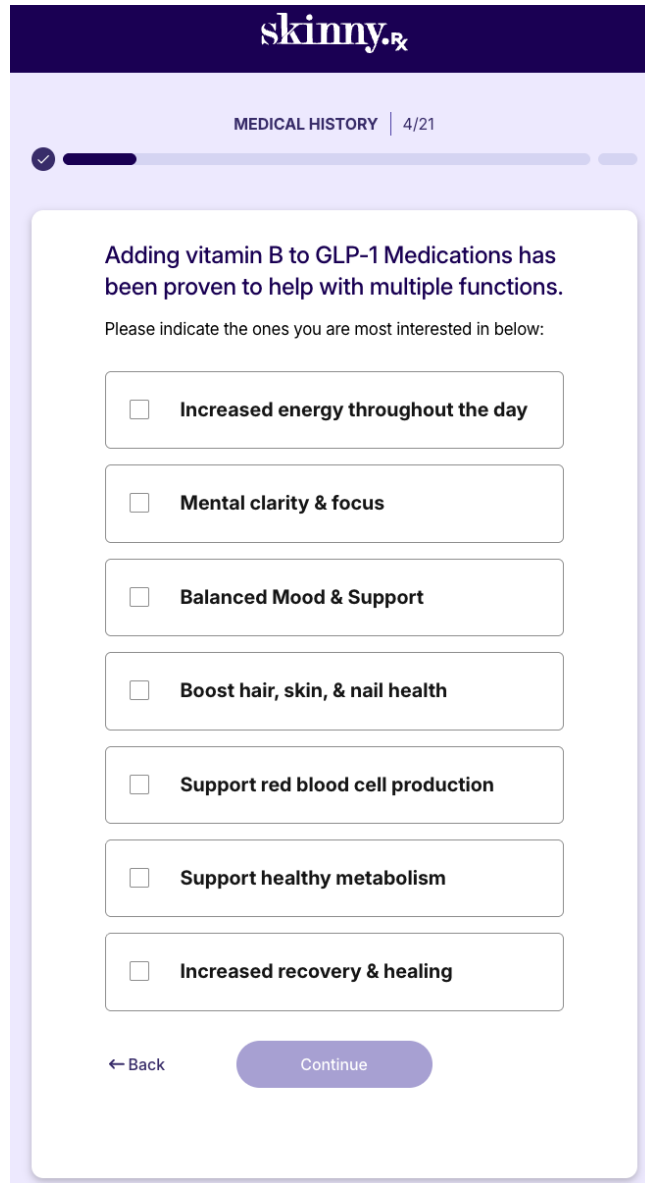 skinny.Rx
MEDICAL HISTORY | 4/21
Adding vitamin B to GLP-1 Medications has
been proven to help with multiple functions.
Please indicate the ones you are most interested in below:
Increased energy throughout the day
Mental clarity & focus
Balanced Mood & Support
Boost hair, skin, & nail health
Support red blood cell production
Support healthy metabolism
Increased recovery & healing
← Back
Continue